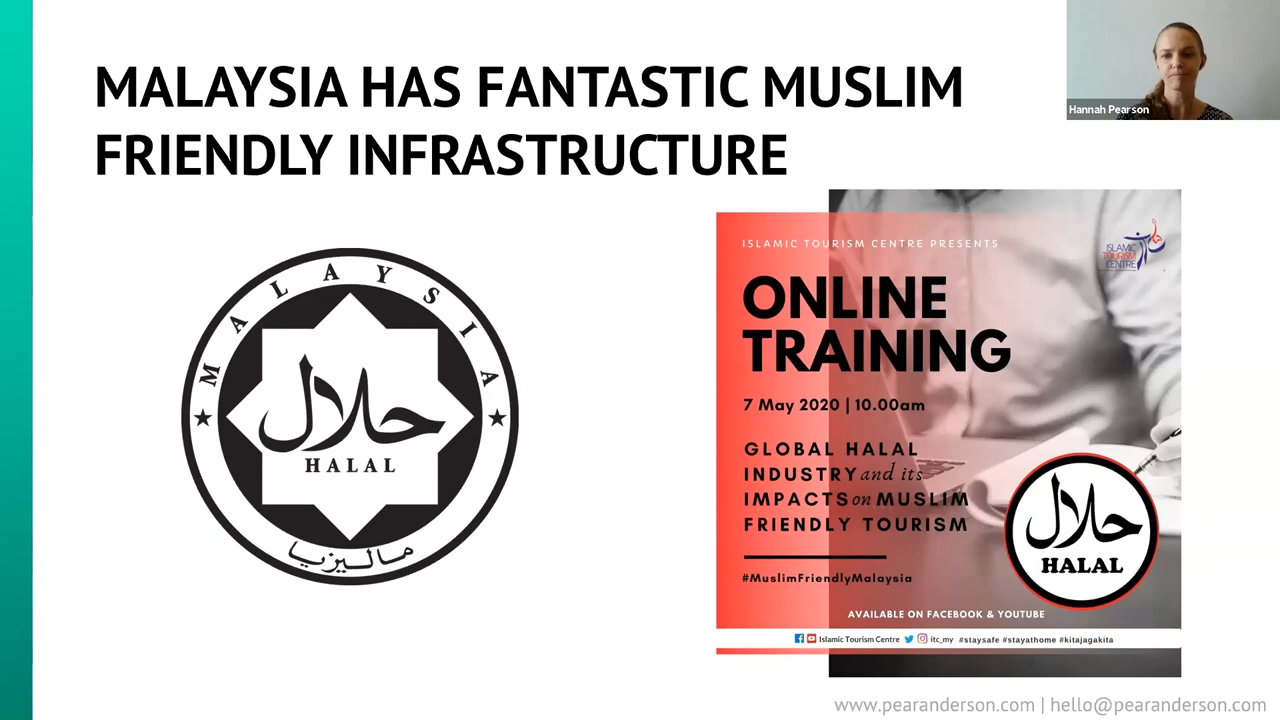 MALAYSIA HAS FANTASTIC MUSLIM
FRIENDLY INFRASTRUCTURE
Hannah Pearson
MALAYSIA
حلال
HALAL
ماليزيا
ISLAMIC TOURISM CENTRE PRESENTS
ISLAMIC
TOURISM
CENTRE
ONLINE
TRAINING
7 May 2020 | 10.00am
GLOBAL HALAL
INDUSTRY and its
IMPACTS on MUSLIM
FRIENDLY TOURISM
#MuslimFriendlyMalaysia
حلال
HALAL
AVAILABLE ON FACEBOOK & YOUTUBE
Islamic Tourism Centre itc_my #staysafe #stayathome #kitajagakita
www.pearanderson.com | hello@pearanderson.com